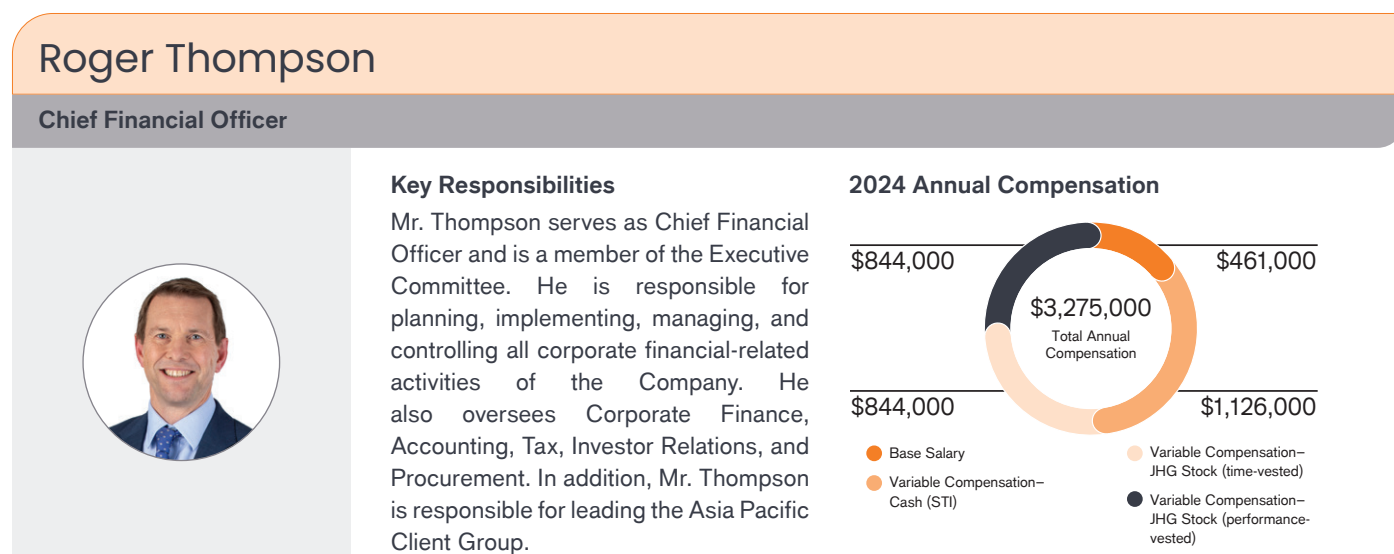 Roger Thompson
Chief Financial Officer
Key Responsibilities
Mr. Thompson serves as Chief Financial
Officer and is a member of the Executive
Committee. He is responsible for
planning, implementing, managing, and
controlling all corporate financial-related
activities of the Company. He
also oversees Corporate Finance,
Accounting, Tax, Investor Relations, and
Procurement. In addition, Mr. Thompson
is responsible for leading the Asia Pacific
Client Group.
2024 Annual Compensation
$844,000
$461,000
$3,275,000
Total Annual
Compensation
$844,000
$1,126,000
Base Salary
Variable Compensation–
Cash (STI)
Variable Compensation–
JHG Stock (time-vested)
Variable Compensation–
JHG Stock (performance-
vested)